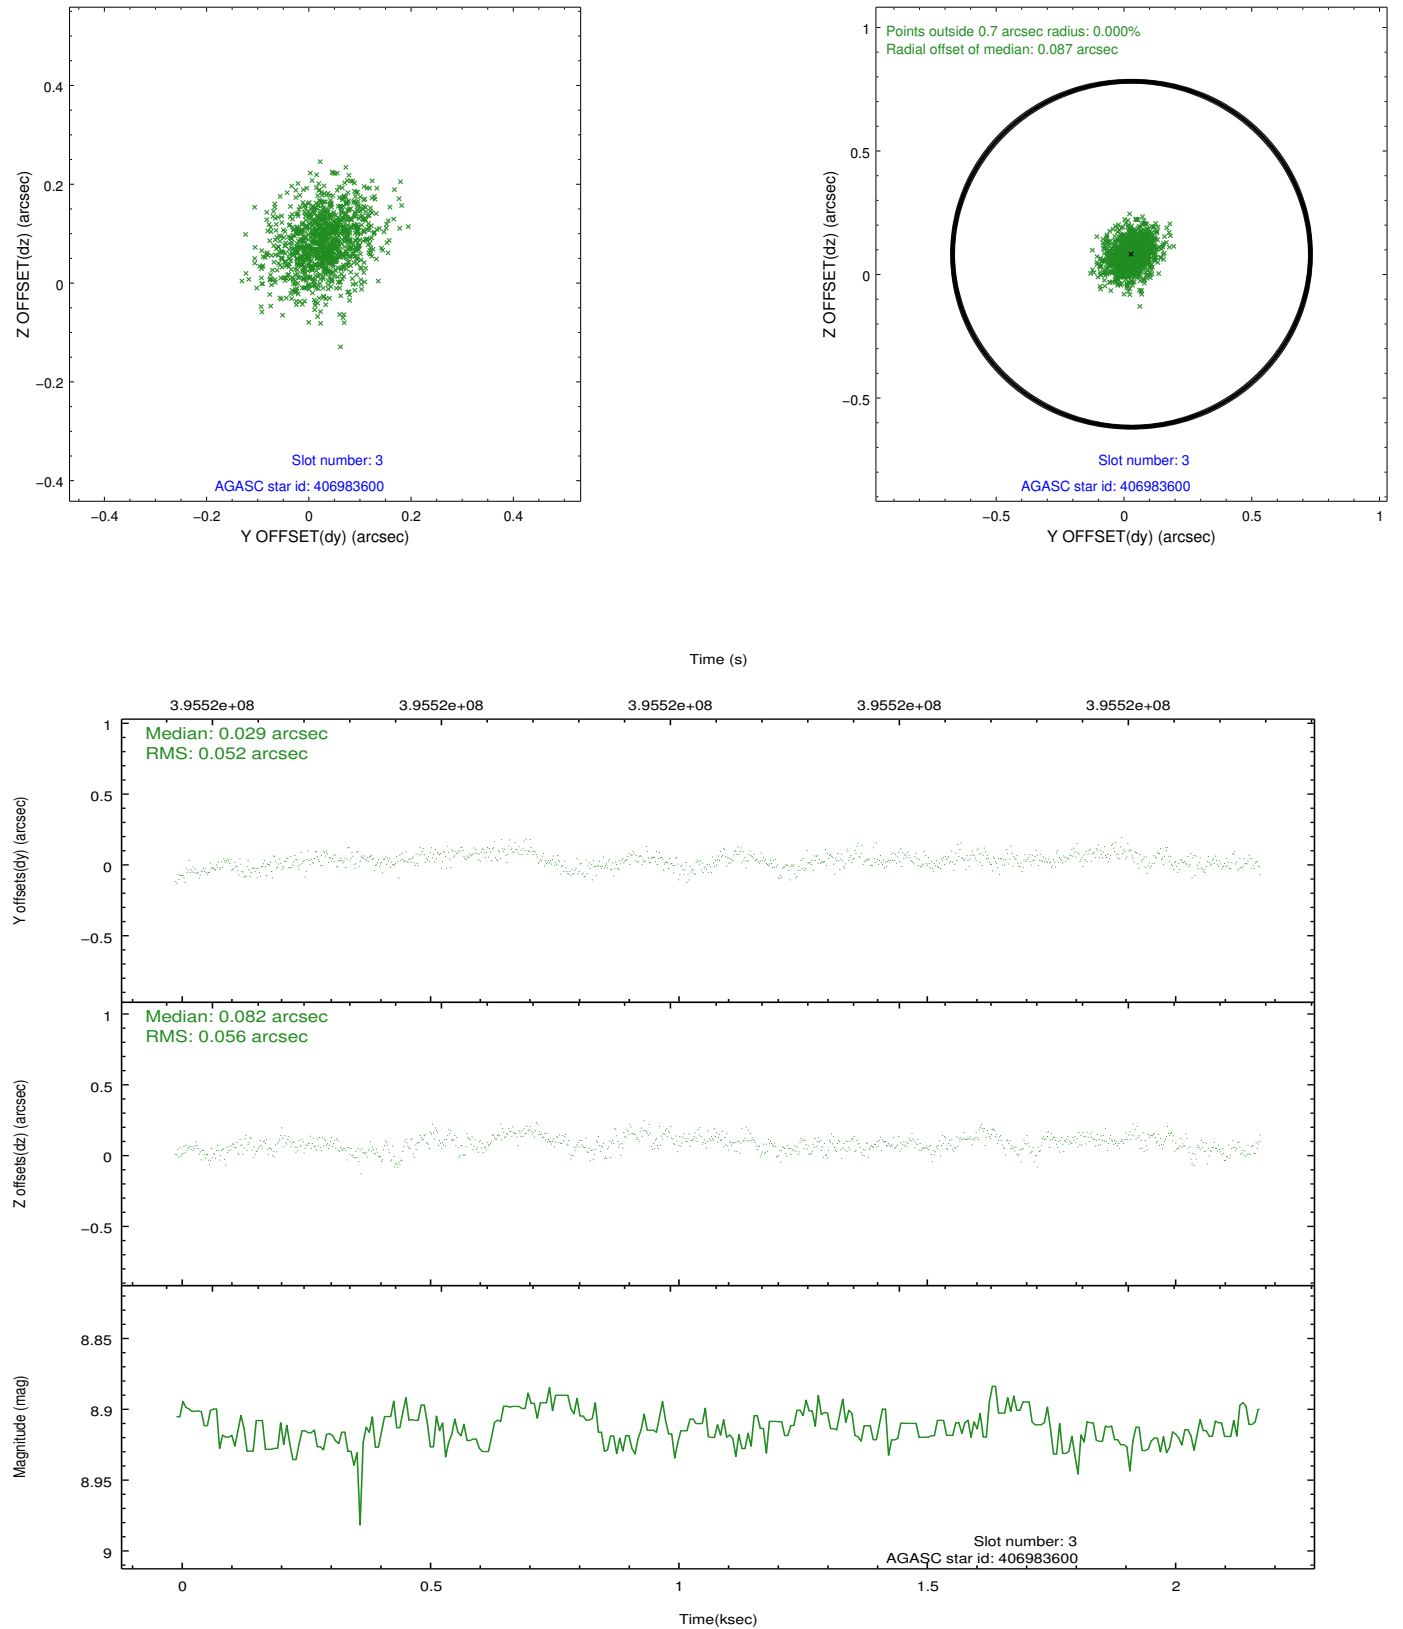 0.4
0.2
0
−0.2
−0.4
Z OFFSET(dz) (arcsec)
Slot number: 3
AGASC star id: 406983600
−0.4 −0.2 0 0.2 0.4
Y OFFSET(dy) (arcsec)
Points outside 0.7 arcsec radius: 0.000%
Radial offset of median: 0.087 arcsec
1
0.5
0
−0.5
Z OFFSET(dz) (arcsec)
Slot number: 3
AGASC star id: 406983600
−0.5 0 0.5 1
Y OFFSET(dy) (arcsec)
Time (s)
3.9552e+08 3.9552e+08 3.9552e+08 3.9552e+08 3.9552e+08
Median: 0.029 arcsec
RMS: 0.052 arcsec
1
0.5
0
−0.5
Y offsets(dy) (arcsec)
Median: 0.082 arcsec
RMS: 0.056 arcsec
1
0.5
0
−0.5
Z offsets(dz) (arcsec)
8.85
8.9
8.95
9
Magnitude (mag)
Slot number: 3
AGASC star id: 406983600
0 0.5 1 1.5 2
Time(ksec)